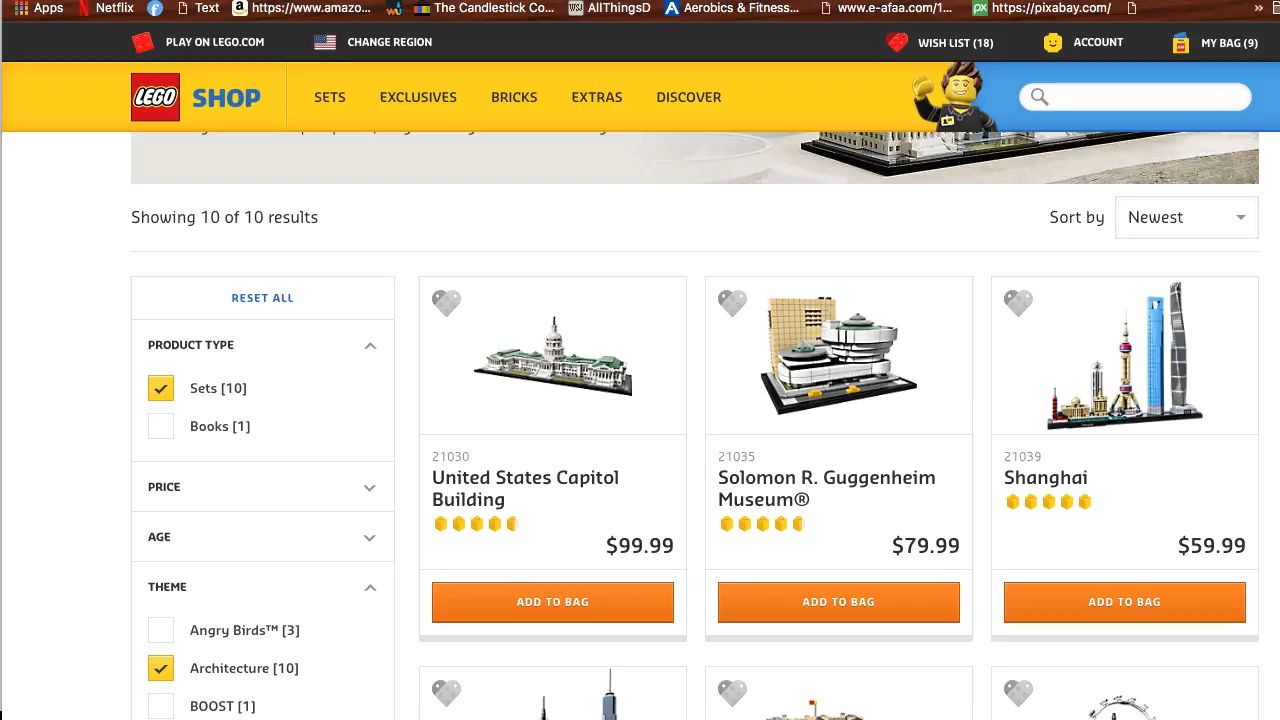 Apps Netflix Text https://www.amazo... The Candlestick Co... WSJ AllThingsD Aerobics & Fitness... www.e-afaa.com/1... px https://pixabay.com/ »
PLAY ON LEGO.COM CHANGE REGION WISH LIST (18) ACCOUNT MY BAG (9)
LEGO SHOP SETS EXCLUSIVES BRICKS EXTRAS DISCOVER
Showing 10 of 10 results Sort by Newest
RESET ALL
PRODUCT TYPE
Sets [10]
Books [1]
PRICE
AGE
THEME
Angry Birds™ [3]
Architecture [10]
BOOST [1]
21030
United States Capitol
Building
$99.99
ADD TO BAG
21035
Solomon R. Guggenheim
Museum®
$79.99
ADD TO BAG
21039
Shanghai
$59.99
ADD TO BAG